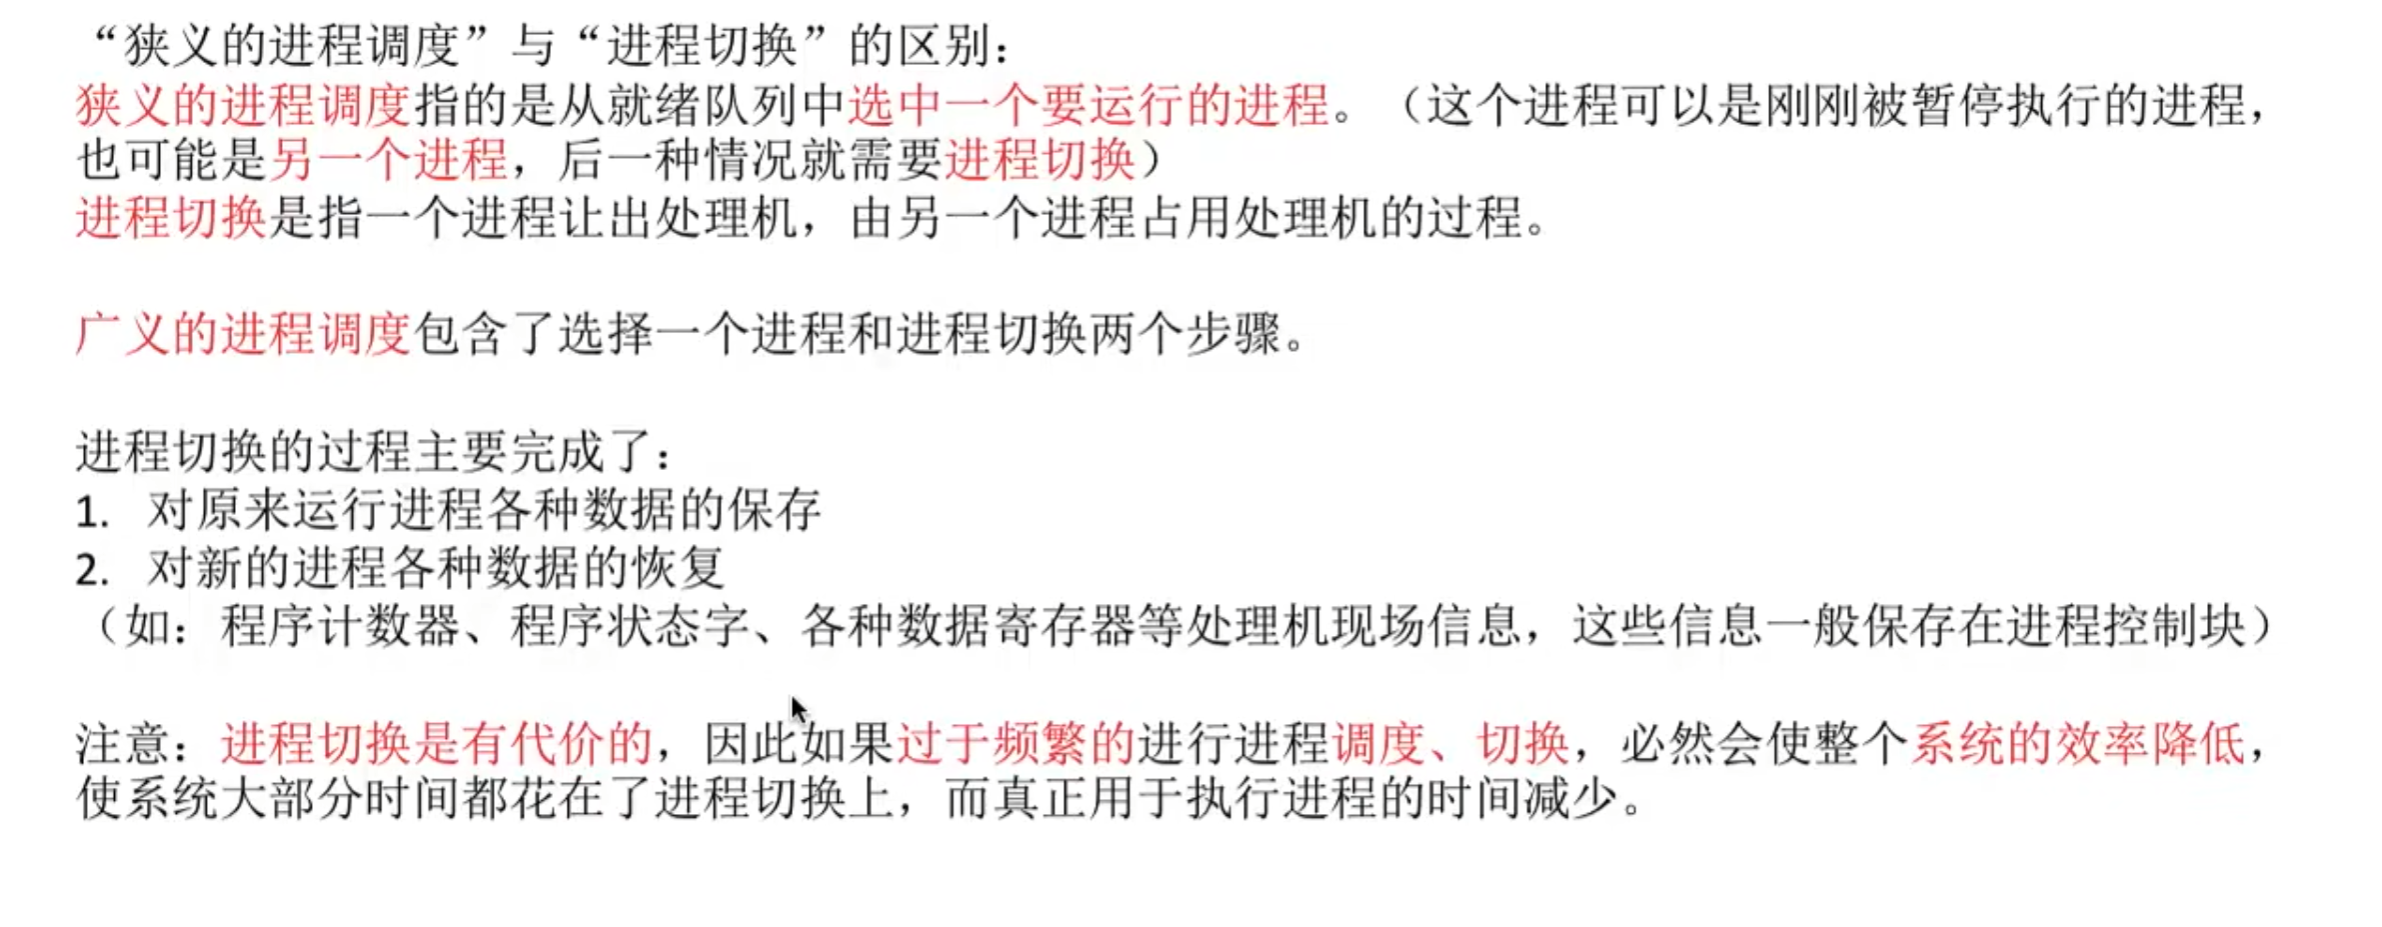 “狭义的进程调度”与“进程切换”的区别：
狭义的进程调度指的是从就绪队列中选中一个要运行的进程。（这个进程可以是刚刚被暂停执行的进程，
也可能是另一个进程，后一种情况就需要进程切换）
进程切换是指一个进程让出处理机，由另一个进程占用处理机的过程。
广义的进程调度包含了选择一个进程和进程切换两个步骤。
进程切换的过程主要完成了：
1. 对原来运行进程各种数据的保存
2. 对新的进程各种数据的恢复
（如：程序计数器、程序状态字、各种数据寄存器等处理机现场信息，这些信息一般保存在进程控制块）
注意：进程切换是有代价的，因此如果过于频繁的进行进程调度、切换，必然会使整个系统的效率降低，
使系统大部分时间都花在了进程切换上，而真正用于执行进程的时间减少。